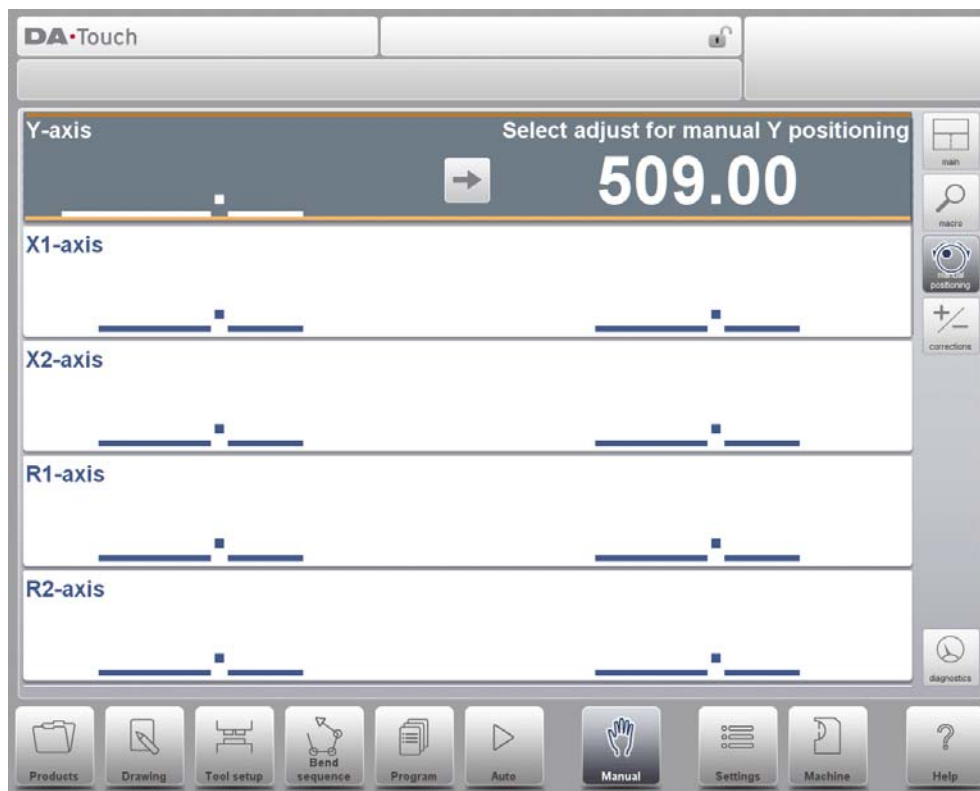 DA•Touch
Y-axis
Select adjust for manual Y positioning
509.00
main
macro
X1-axis
manual
positioning
corrections
X2-axis
R1-axis
R2-axis
diagnostics
Products
Drawing
Tool setup
Bend
sequence
Program
Auto
Manual
Settings
Machine
Help